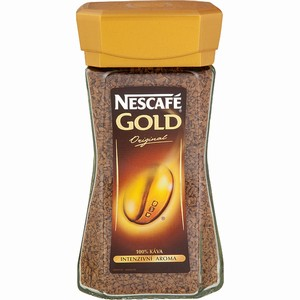 NESCAFÉ
GOLD
Original
100% KÁVA
INTENZIVNÍ AROMA